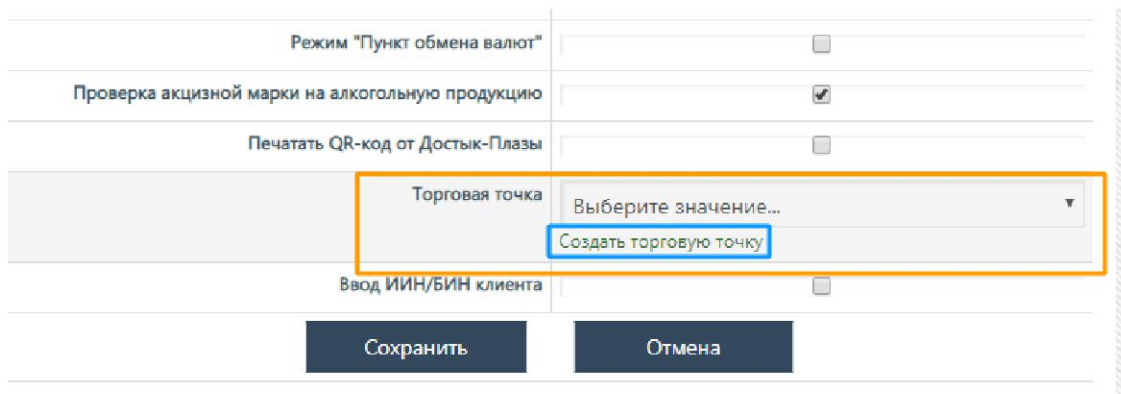 Режим "Пункт обмена валют"
Проверка акцизной марки на алкогольную продукцию
Печатать QR-код от Достык-Плазы
Торговая точка
Выберите значение...
Создать торговую точку
Ввод ИИН/БИН клиента
Сохранить Отмена